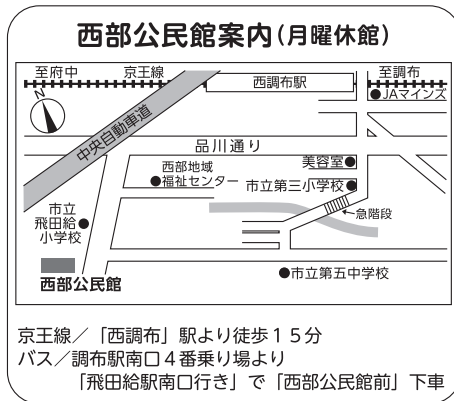 西部公民館案内(月曜休館)
至府中
京王線
西調布駅
至調布
N
●JAマインズ
中央自動車道
品川通り
美容室●
西部地域
●福祉センター
市立第三小学校●
市立
飛田給●
小学校
←急階段
西部公民館
●市立第五中学校
京王線/「西調布」駅より徒歩15分
バス/調布駅南口4番乗り場より
「飛田給駅南口行き」で「西部公民館前」下車